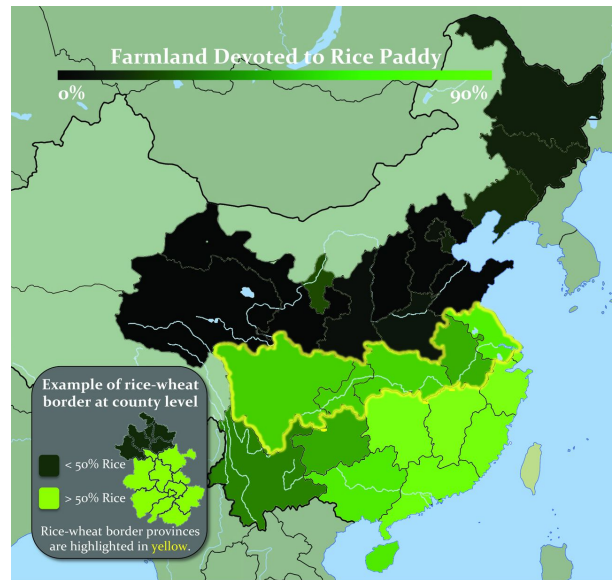 Farmland Devoted to Rice Paddy
0% 90%
Example of rice-wheat
border at county level
< 50% Rice
> 50% Rice
Rice-wheat border provinces
are highlighted in yellow.